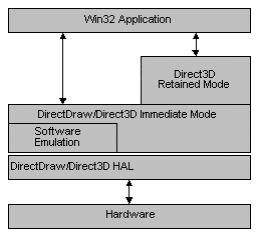 Win32 Application
Direct3D
Retained Mode
DirectDraw/Direct3D Immediate Mode
Software
Emulation
DirectDraw/Direct3D HAL
Hardware